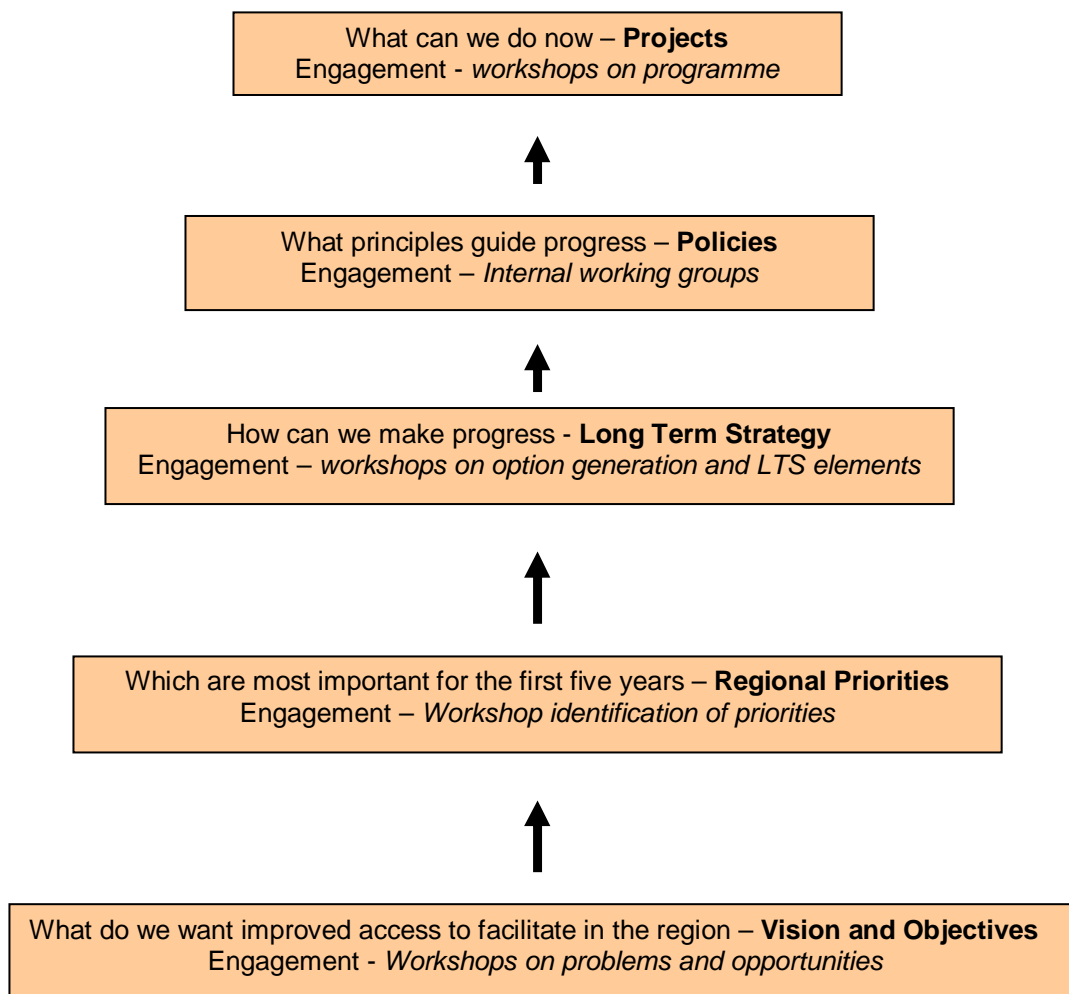 What can we do now – Projects
Engagement - workshops on programme
What principles guide progress – Policies
Engagement – Internal working groups
How can we make progress - Long Term Strategy
Engagement – workshops on option generation and LTS elements
Which are most important for the first five years – Regional Priorities
Engagement – Workshop identification of priorities
What do we want improved access to facilitate in the region – Vision and Objectives
Engagement - Workshops on problems and opportunities